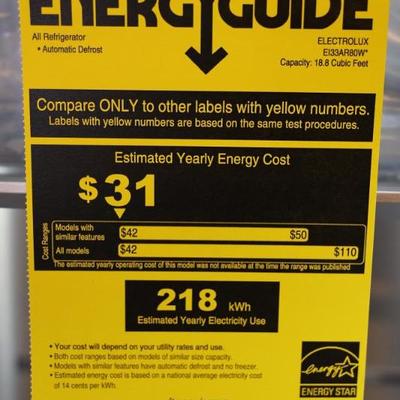 ENERGYGUIDE
All Refrigerator
• Automatic Defrost
ELECTROLUX
EI33AR80W*
Capacity: 18.8 Cubic Feet
Compare ONLY to other labels with yellow numbers.
Labels with yellow numbers are based on the same test procedures.
Estimated Yearly Energy Cost
$31
Cost Ranges
Models with
similar features
$42
$50
All models
$42
$110
The estimated yearly operating cost of this model was not available at the time the range was published
218 kWh
Estimated Yearly Electricity Use
• Your cost will depend on your utility rates and use.
• Both cost ranges based on models of similar size capacity.
• Models with similar features have automatic defrost and no freezer.
• Estimated energy cost is based on a national average electricity cost
of 14 cents per kWh.
energy
ENERGY STAR